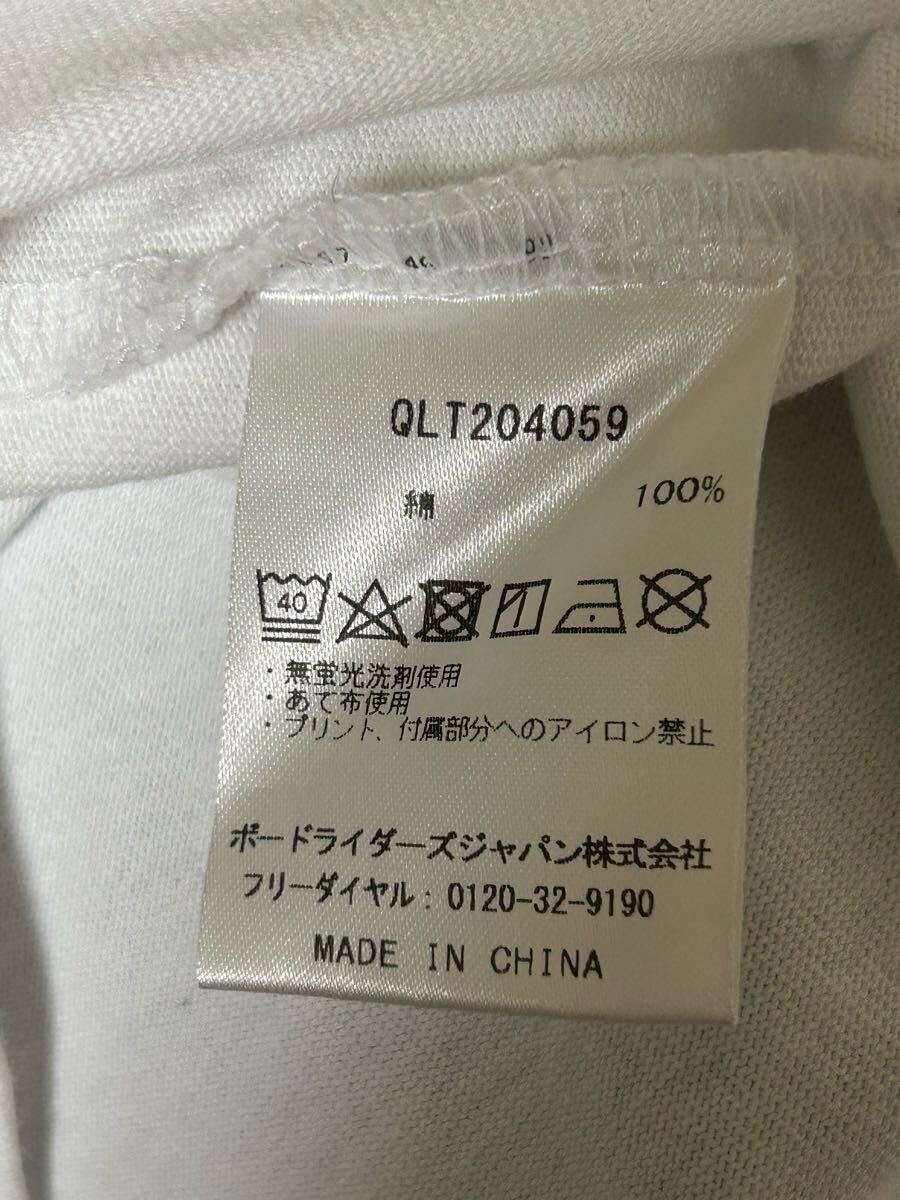 QLT204059
綿 100%
40
・無蛍光洗剤使用
・あて布使用
・プリント、付属部分へのアイロン禁止
ボードライダーズジャパン株式会社
フリーダイヤル：0120-32-9190
MADE IN CHINA